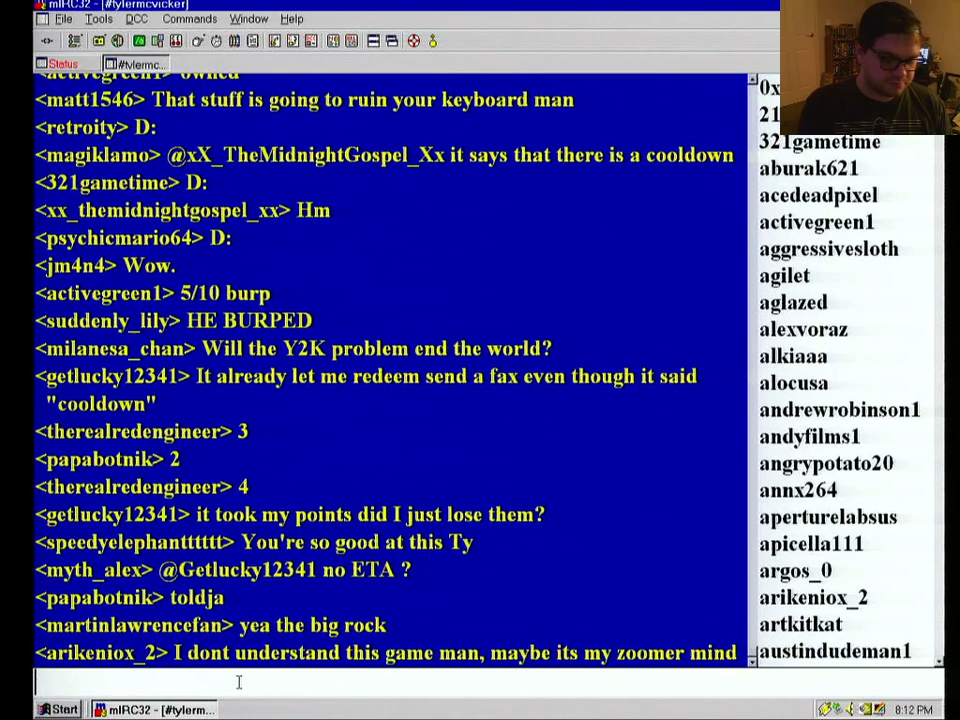 mIRC32 - [#tylermcvicker]
File Tools DCC Commands Window Help
Status #tylermc...
<activegreen1> owned
<matt1546> That stuff is going to ruin your keyboard man
<retroity> D:
<magiklamo> @xX_TheMidnightGospel_Xx it says that there is a cooldown
<321gametime> D:
<xx_themidnightgospel_xx> Hm
<psychicmario64> D:
<jm4n4> Wow.
<activegreen1> 5/10 burp
<suddenly_lily> HE BURPED
<milanesa_chan> Will the Y2K problem end the world?
<getlucky12341> It already let me redeem send a fax even though it said
"cooldown"
<therealredengineer> 3
<papabotnik> 2
<therealredengineer> 4
<getlucky12341> it took my points did I just lose them?
<speedyelephantttttt> You're so good at this Ty
<myth_alex> @Getlucky12341 no ETA ?
<papabotnik> toldja
<martinlawrencefan> yea the big rock
<arikeniox_2> I dont understand this game man, maybe its my zoomer mind
0x
21
321gametime
aburak621
acedeadpixel
activegreen1
aggressivesloth
agilet
aglazed
alexvoraz
alkiaaa
alocusa
andrewrobinson1
andyfilms1
angrypotato20
annx264
aperturelabsus
apicella111
argos_0
arikeniox_2
artkitkat
austindudeman1
Start mIRC32 - [#tylerm... 8:12 PM